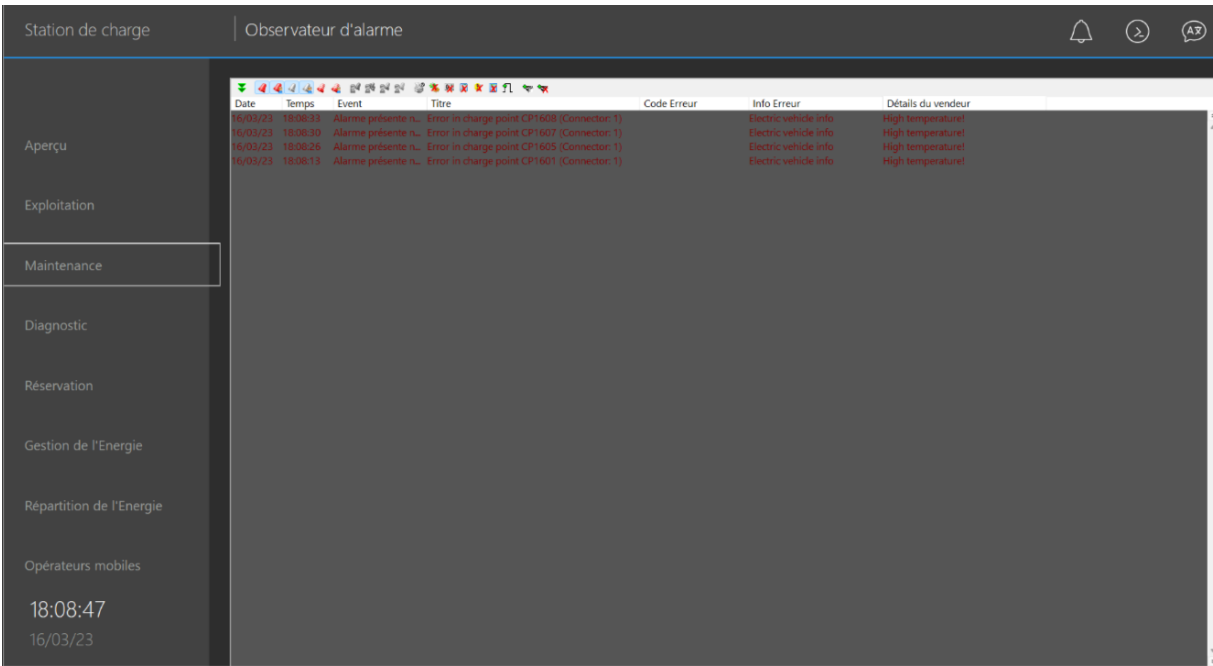 Station de charge
Observateur d'alarme
Date Temps Event Titre Code Erreur Info Erreur Détails du vendeur
16/03/23 18:08:33 Alarme présente n... Error in charge point CP1608 (Connector: 1) Electric vehicle info High temperature!
16/03/23 18:08:30 Alarme présente n... Error in charge point CP1607 (Connector: 1) Electric vehicle info High temperature!
16/03/23 18:08:26 Alarme présente n... Error in charge point CP1605 (Connector: 1) Electric vehicle info High temperature!
16/03/23 18:08:13 Alarme présente n... Error in charge point CP1601 (Connector: 1) Electric vehicle info High temperature!
Aperçu
Exploitation
Maintenance
Diagnostic
Réservation
Gestion de l'Energie
Répartition de l'Energie
Opérateurs mobiles
18:08:47
16/03/23